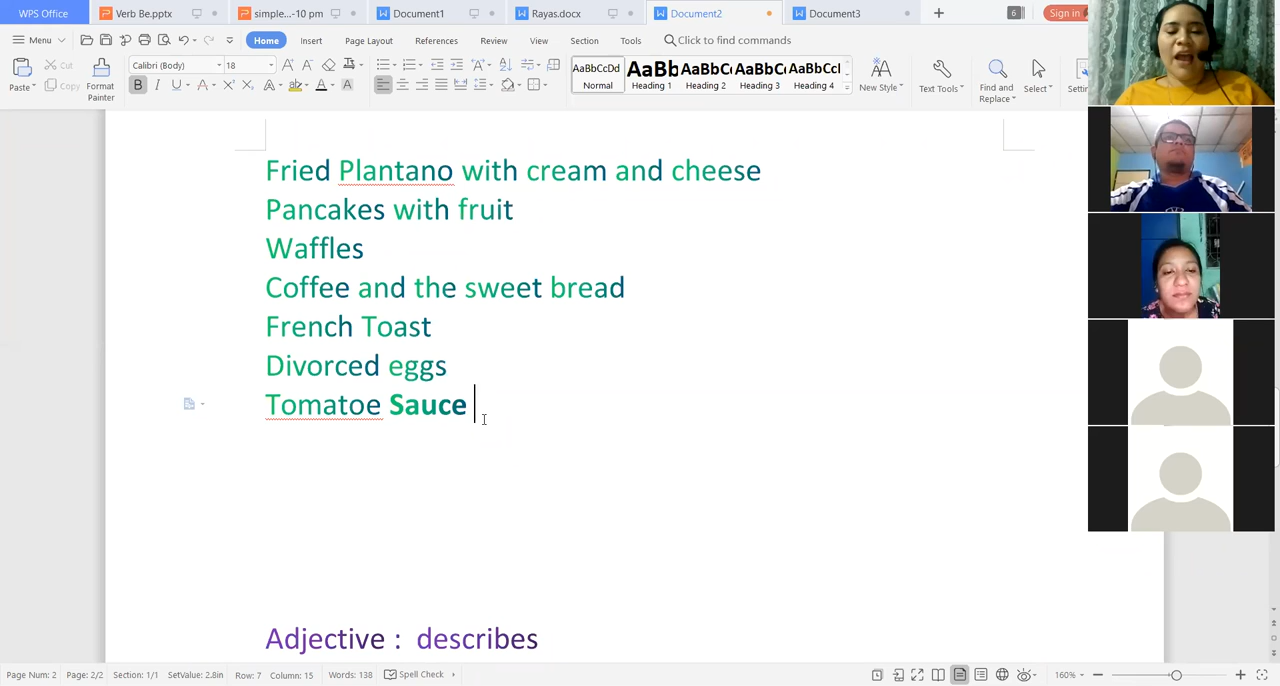 WPS Office Verb Be.pptx simple...-10 pm Document1 Rayas.docx Document2 Document3 + 6 Sign in
Menu Home Insert Page Layout References Review View Section Tools Click to find commands
Paste Cut Copy Format Painter Calibri (Body) 18 B I U A AaBbCcDd Normal AaBb Heading 1 AaBbC Heading 2 AaBbC Heading 3 AaBbCcI Heading 4 New Style Text Tools Find and Replace Select Settin
Fried Plantano with cream and cheese
Pancakes with fruit
Waffles
Coffee and the sweet bread
French Toast
Divorced eggs
Tomatoe Sauce
Adjective : describes
Page Num: 2 Page: 2/2 Section: 1/1 SetValue: 2.8in Row: 7 Column: 15 Words: 138 Spell Check 160%